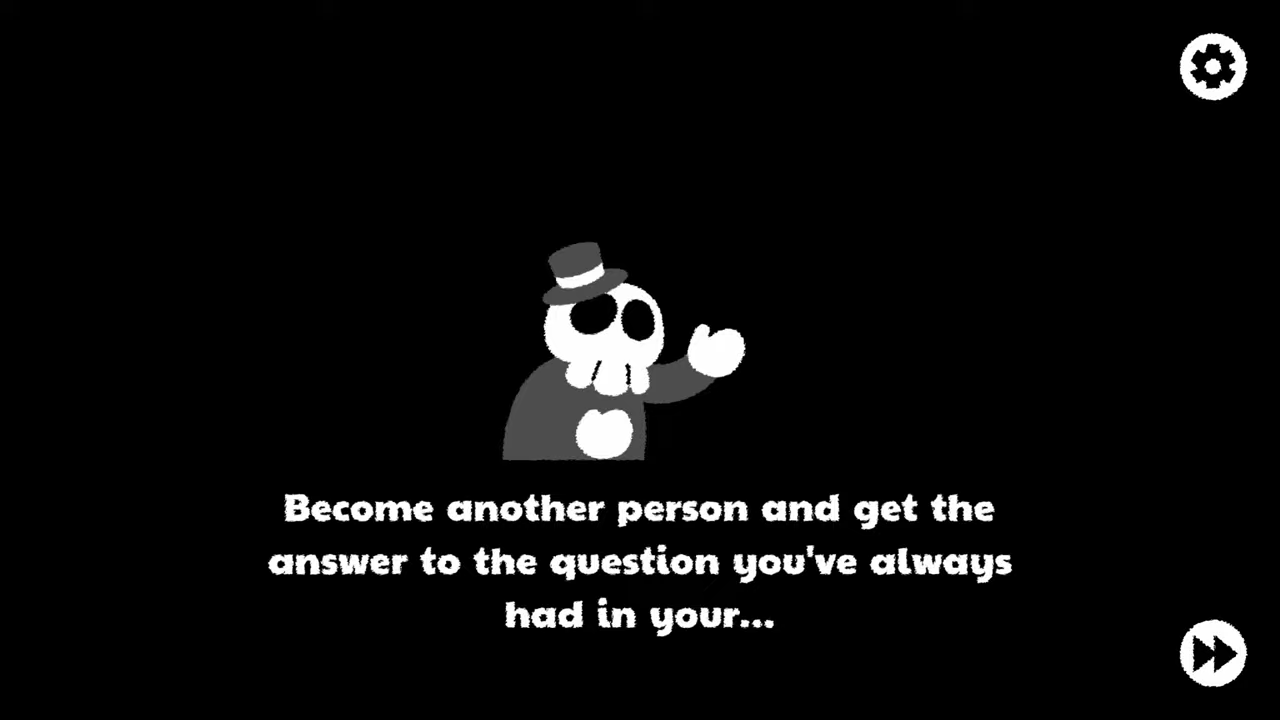 Become another person and get the
answer to the question you've always
had in your...